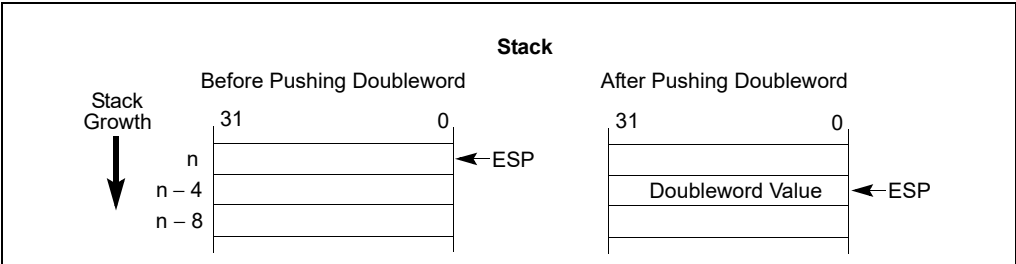 Stack
Before Pushing Doubleword
After Pushing Doubleword
Stack
Growth
31 0
31 0
n
ESP
n − 4
Doubleword Value
ESP
n − 8